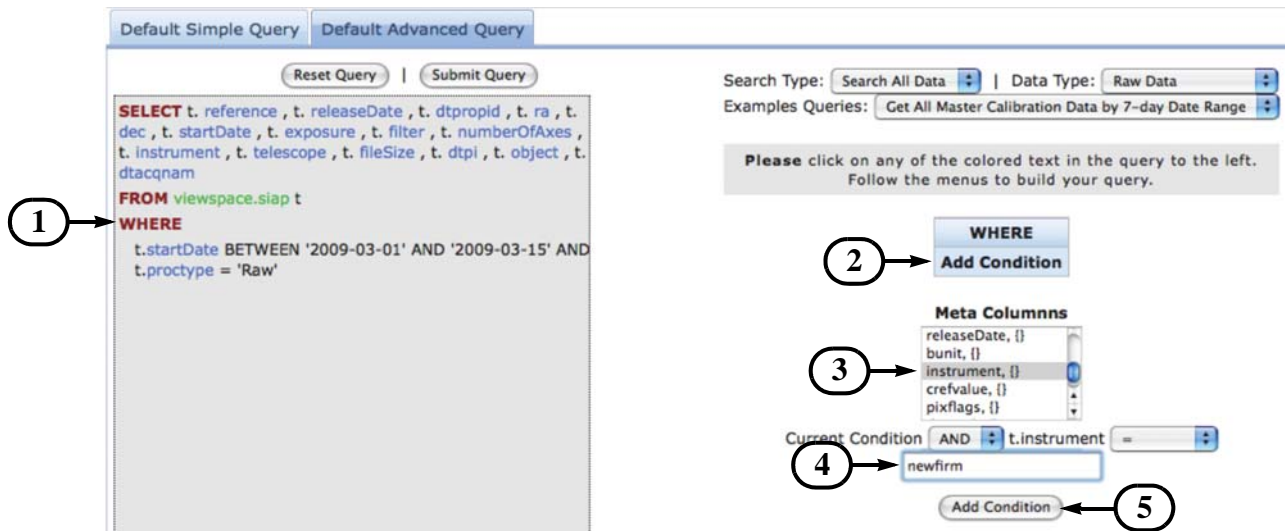 Default Simple Query
Default Advanced Query
Reset Query | Submit Query
SELECT t. reference , t. releaseDate , t. dtpropid , t. ra , t.
dec , t. startDate , t. exposure , t. filter , t. numberOfAxes ,
t. instrument , t. telescope , t. fileSize , t. dtpi , t. object , t.
dtacqnam
FROM viewspace.siap t
1
WHERE
t.startDate BETWEEN '2009-03-01' AND '2009-03-15' AND
t.proctype = 'Raw'
Search Type: Search All Data | Data Type: Raw Data
Examples Queries: Get All Master Calibration Data by 7-day Date Range
Please click on any of the colored text in the query to the left.
Follow the menus to build your query.
WHERE
2
Add Condition
Meta Columnns
releaseDate, {}
bunit, {}
3
instrument, {}
crefvalue, {}
pixflags, {}
Current Condition AND t.instrument =
4
newfirm
Add Condition
5